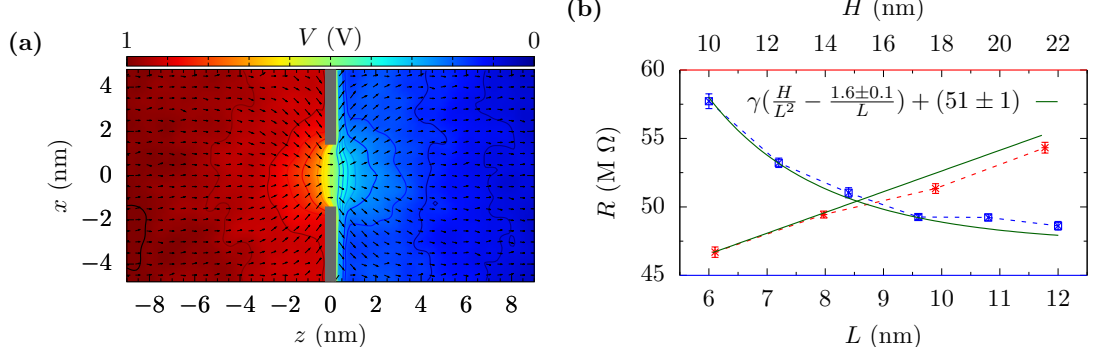 (a)
V (V)
1 0
4
2
0
−2
−4
x (nm)
−8 −6 −4 −2 0 2 4 6 8
z (nm)
(b)
H (nm)
10 12 14 16 18 20 22
60
55
50
45
R (M Ω)
γ(H/L² − 1.6±0.1/L) + (51 ± 1)
6 7 8 9 10 11 12
L (nm)